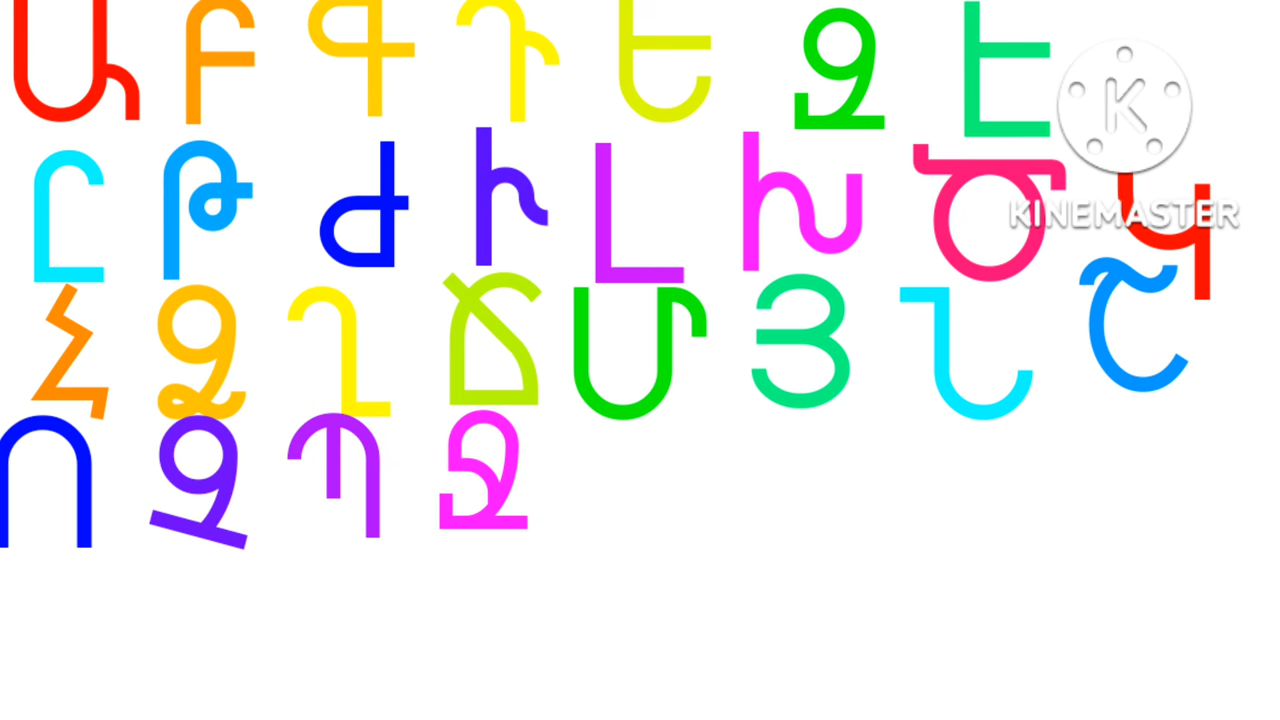 Ա Բ Գ Դ Ե Զ Է
Ը Թ Ժ Ի Լ Խ Ծ Կ
KINEMASTER
Հ Ձ Ղ Ճ Մ Յ Ն Շ
Ո Չ Պ Ջ